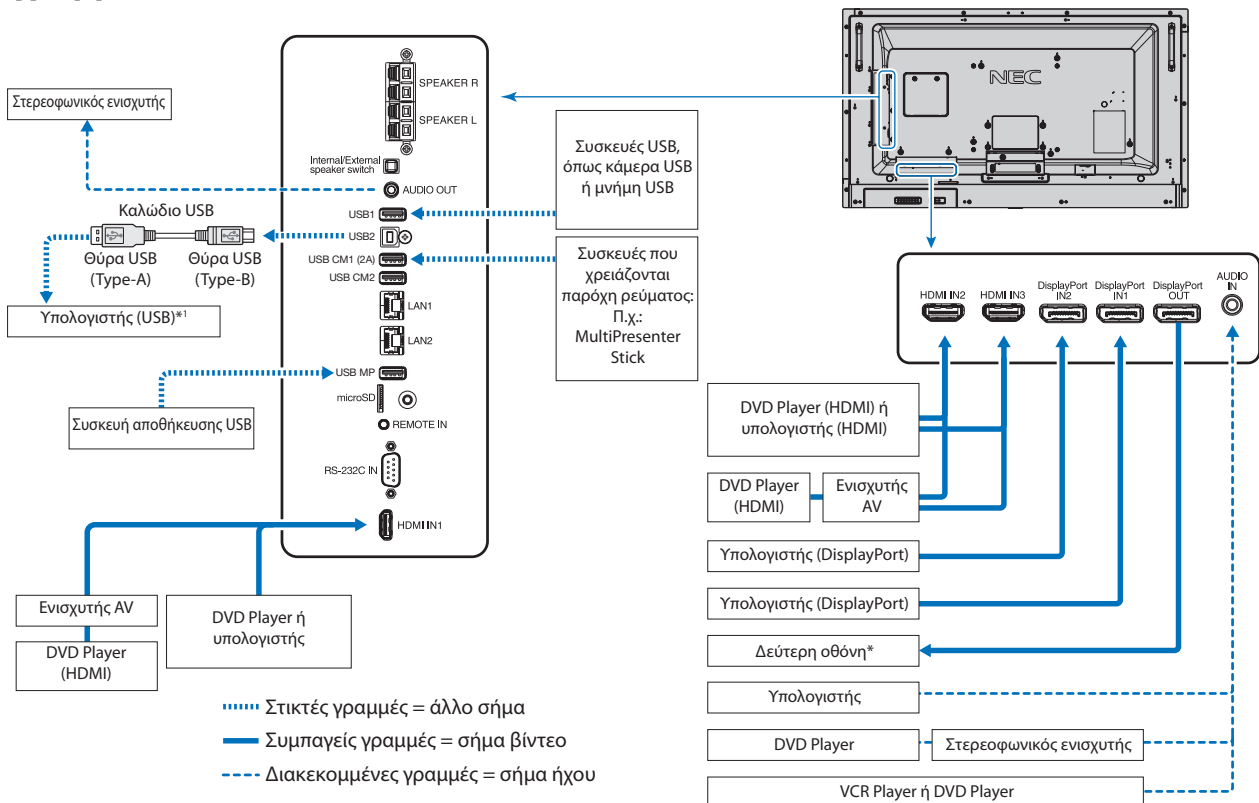 NEC
SPEAKER R
SPEAKER L
Internal/External
speaker switch
AUDIO OUT
USB1
USB2
USB CM1 (2A)
USB CM2
LAN1
LAN2
USB MP
microSD
REMOTE IN
RS-232C IN
HDMI IN1
Στερεοφωνικός ενισχυτής
Καλώδιο USB
Θύρα USB
(Type-A)
Θύρα USB
(Type-B)
Υπολογιστής (USB)*1
Συσκευή αποθήκευσης USB
Ενισχυτής AV
DVD Player
(HDMI)
DVD Player ή
υπολογιστής
Συσκευές USB,
όπως κάμερα USB
ή μνήμη USB
Συσκευές που
χρειάζονται
παρόχη ρεύματος:
Π.χ.:
MultiPresenter
Stick
HDMI IN2
HDMI IN3
DisplayPort
IN2
DisplayPort
IN1
DisplayPort
OUT
AUDIO
IN
DVD Player (HDMI) ή
υπολογιστής (HDMI)
DVD Player
(HDMI)
Ενισχυτής
AV
Υπολογιστής (DisplayPort)
Υπολογιστής (DisplayPort)
Δεύτερη οθόνη*
Υπολογιστής
DVD Player
Στερεοφωνικός ενισχυτής
VCR Player ή DVD Player
Στικτές γραμμές = άλλο σήμα
Συμπαγείς γραμμές = σήμα βίντεο
Διακεκομμένες γραμμές = σήμα ήχου